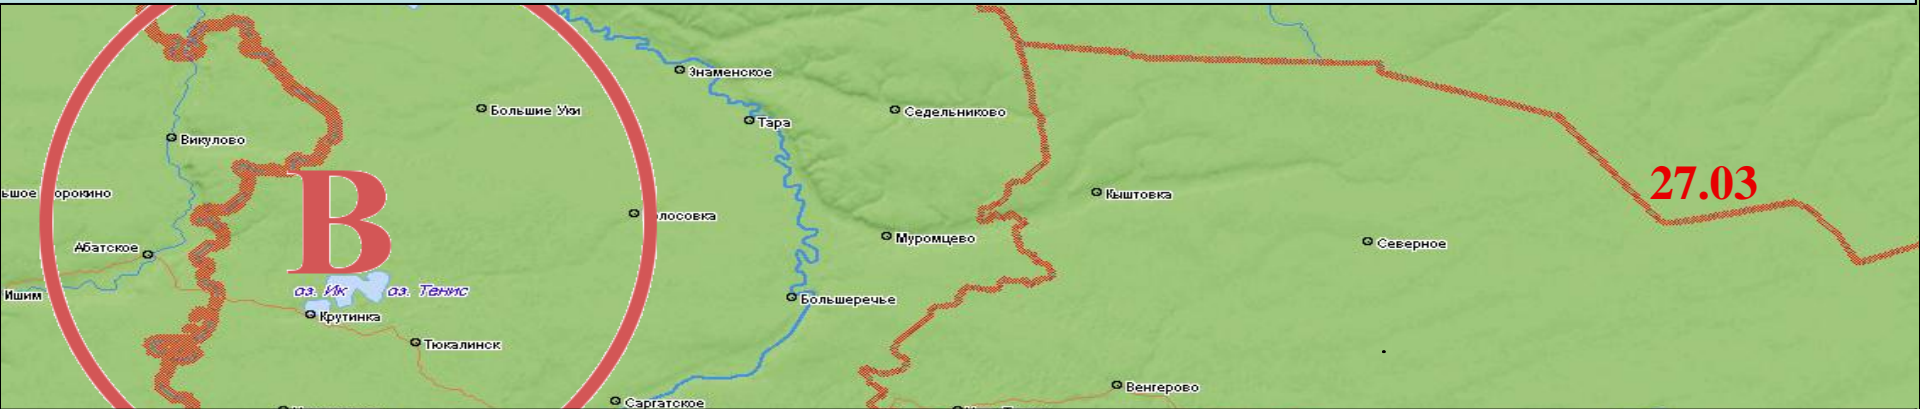 Знаменское
Большие Уки
Седельниково
Тара
Викулово
В
27.03
Кыштовка
Муромцево
Северное
Абатское
оз. Ик
оз. Тенис
Ишим
Большеречье
Крутинка
Тюкалинск
Венгерово
Саргатское